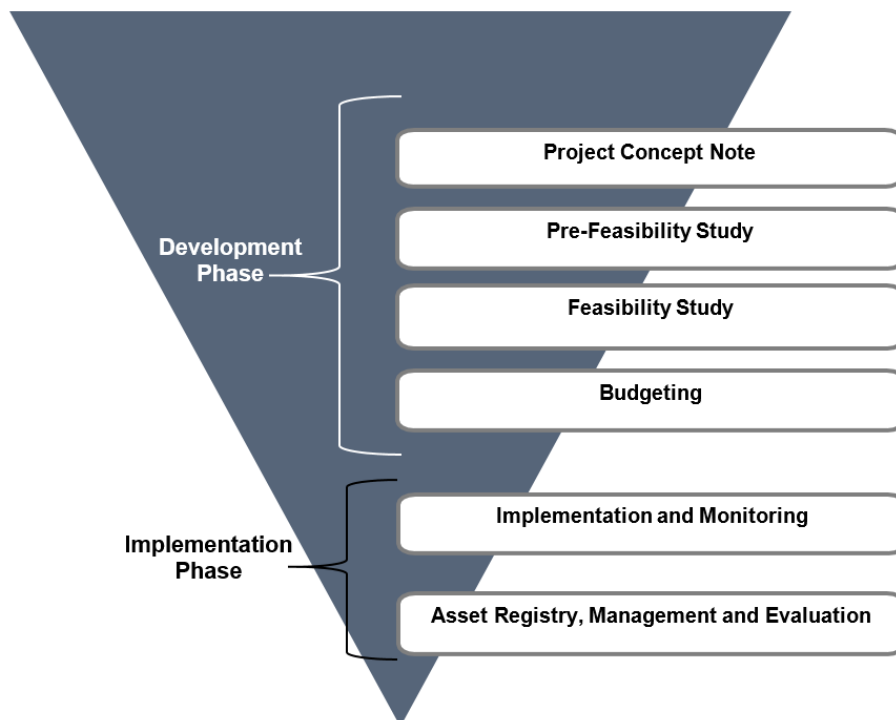 Project Concept Note
Pre-Feasibility Study
Development
Phase
Feasibility Study
Budgeting
Implementation and Monitoring
Implementation
Phase
Asset Registry, Management and Evaluation